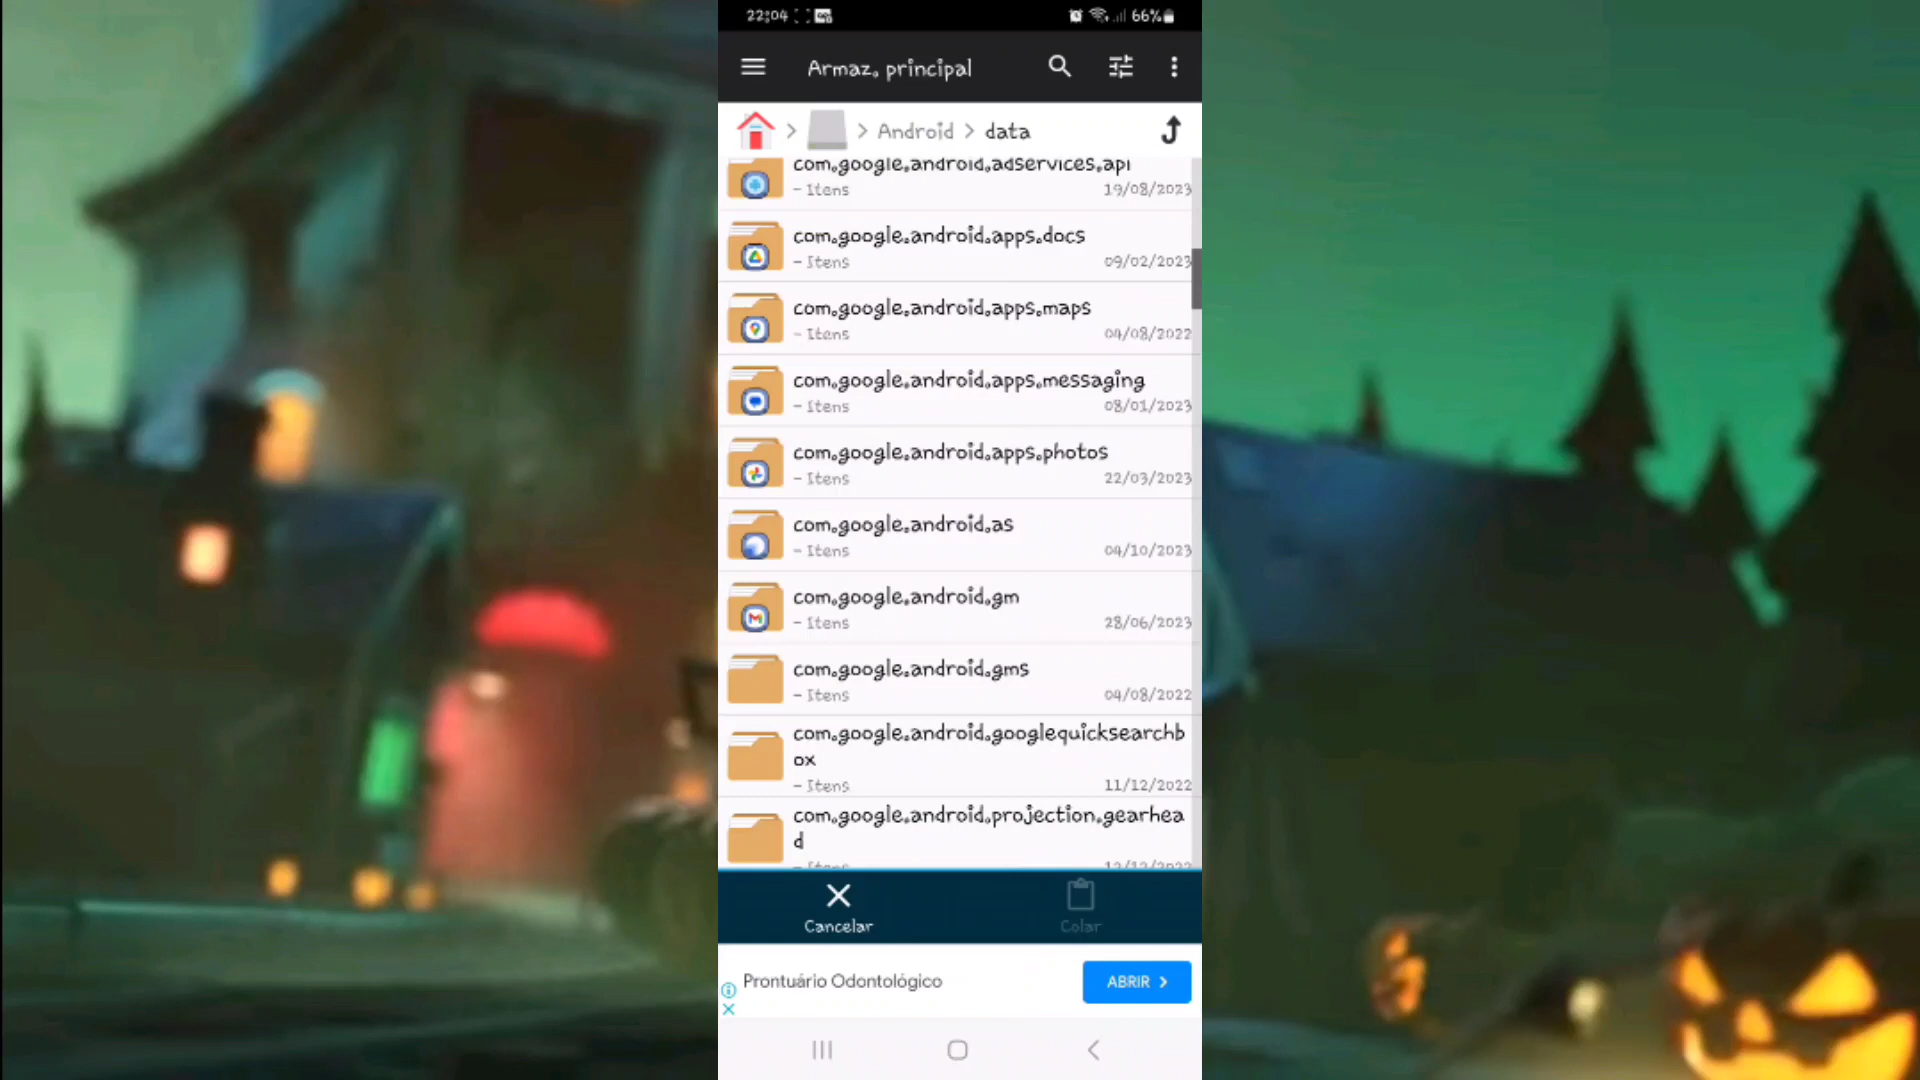 22:04 66%
Armaz. principal
Android > data
com.google.android.adservices.api
- Itens 19/08/2023
com.google.android.apps.docs
- Itens 09/02/2023
com.google.android.apps.maps
- Itens 04/08/2022
com.google.android.apps.messaging
- Itens 08/01/2023
com.google.android.apps.photos
- Itens 22/03/2023
com.google.android.as
- Itens 04/10/2023
com.google.android.gm
- Itens 28/06/2023
com.google.android.gms
- Itens 04/08/2022
com.google.android.googlequicksearchb
ox
- Itens 11/12/2022
com.google.android.projection.gearhea
d
- Itens 12/12/2022
Cancelar Colar
Prontuário Odontológico ABRIR >